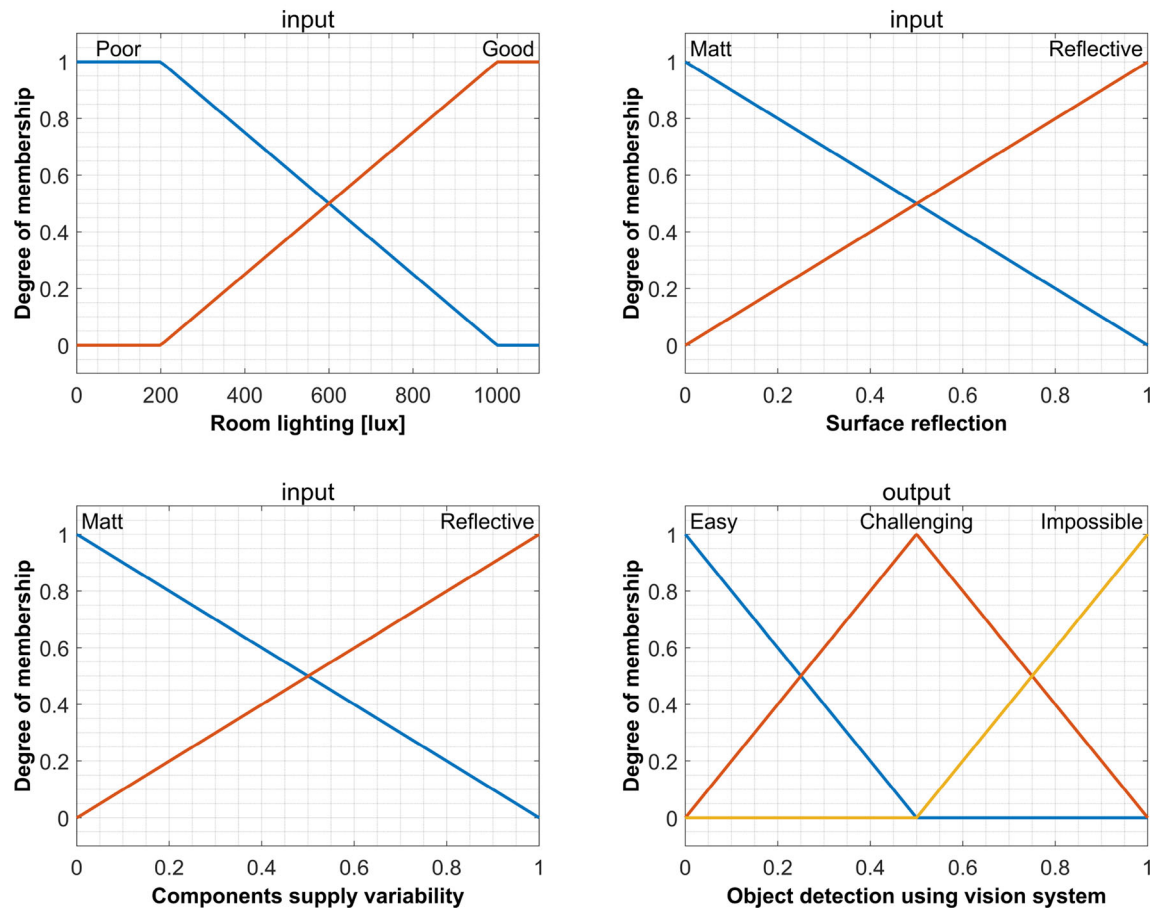 input
Poor Good
1
0.8
0.6
0.4
0.2
0
Degree of membership
0 200 400 600 800 1000
Room lighting [lux]
input
Matt Reflective
1
0.8
0.6
0.4
0.2
0
Degree of membership
0 0.2 0.4 0.6 0.8 1
Surface reflection
input
Matt Reflective
1
0.8
0.6
0.4
0.2
0
Degree of membership
0 0.2 0.4 0.6 0.8 1
Components supply variability
output
Easy Challenging Impossible
1
0.8
0.6
0.4
0.2
0
Degree of membership
0 0.2 0.4 0.6 0.8 1
Object detection using vision system